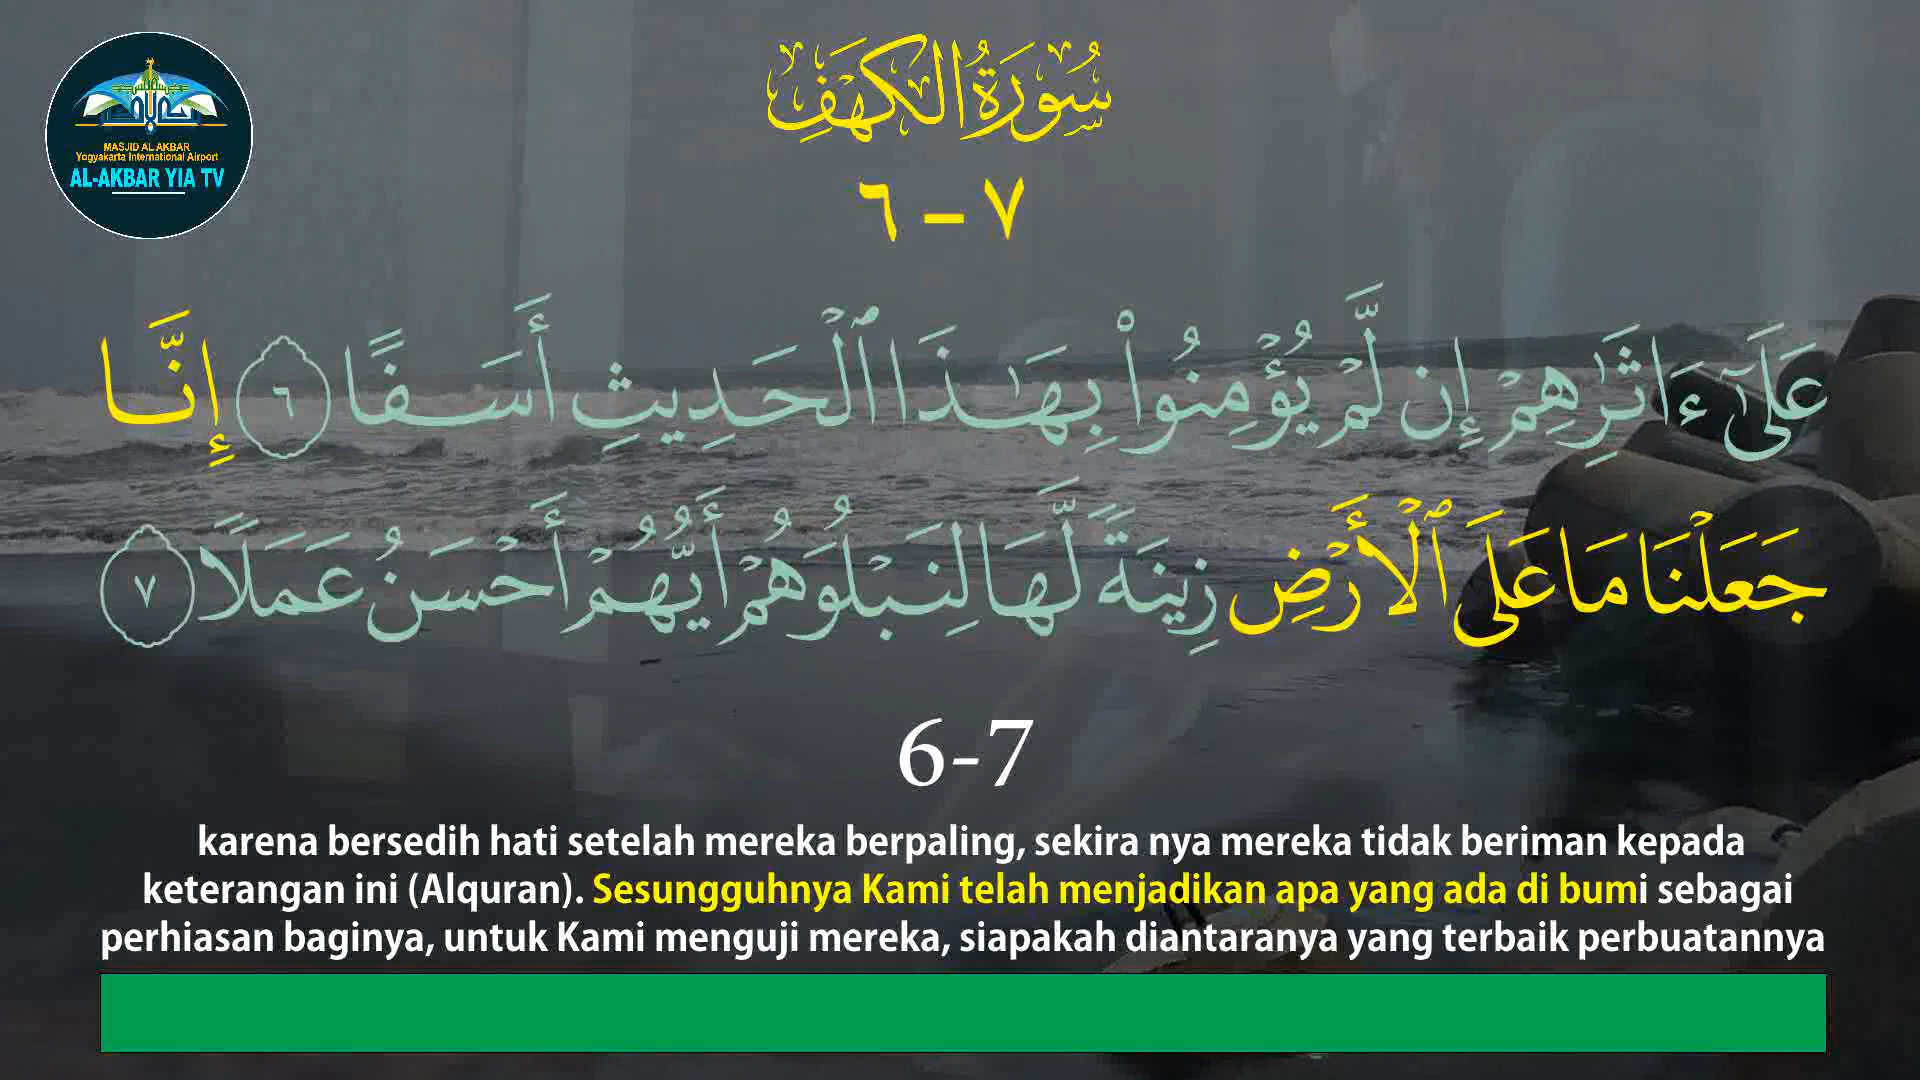 MASJID AL AKBAR
Yogyakarta International Airport
AL-AKBAR YIA TV
سُورَةُ الكَهْفِ
٦ – ٧
عَلَىٰٓ ءَاثَٰرِهِمْ إِن لَّمْ يُؤْمِنُوا۟ بِهَٰذَا ٱلْحَدِيثِ أَسَفًا ٦ إِنَّا
جَعَلْنَا مَا عَلَى ٱلْأَرْضِ زِينَةً لَّهَا لِنَبْلُوَهُمْ أَيُّهُمْ أَحْسَنُ عَمَلًا ٧
6-7
karena bersedih hati setelah mereka berpaling, sekira nya mereka tidak beriman kepada
keterangan ini (Alquran). Sesungguhnya Kami telah menjadikan apa yang ada di bumi sebagai
perhiasan baginya, untuk Kami menguji mereka, siapakah diantaranya yang terbaik perbuatannya